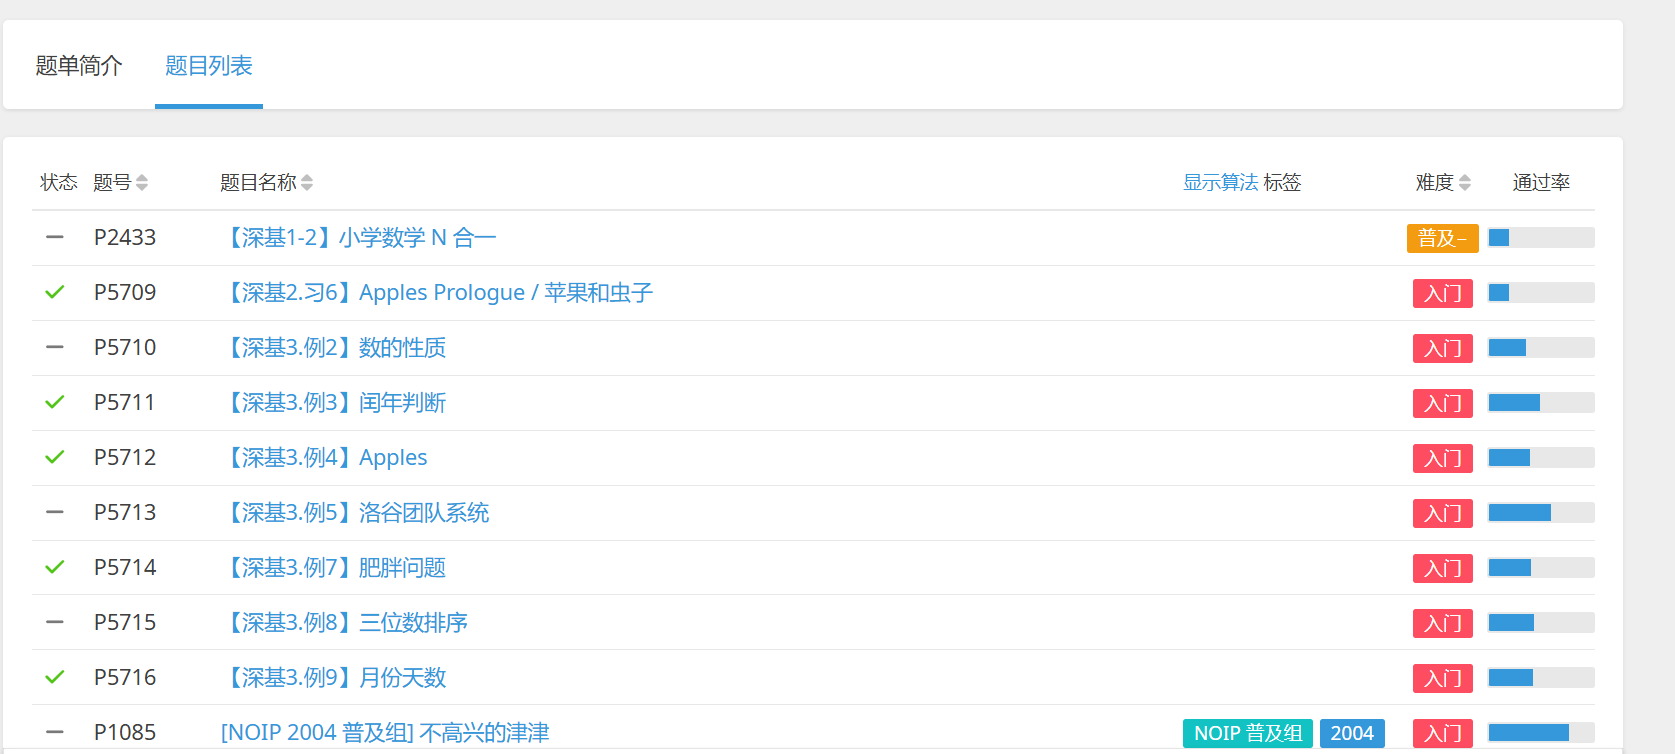 题单简介 题目列表
状态 题号 题目名称 显示算法 标签 难度 通过率
P2433 【深基1-2】小学数学 N 合一 普及−
P5709 【深基2.习6】Apples Prologue / 苹果和虫子 入门
P5710 【深基3.例2】数的性质 入门
P5711 【深基3.例3】闰年判断 入门
P5712 【深基3.例4】Apples 入门
P5713 【深基3.例5】洛谷团队系统 入门
P5714 【深基3.例7】肥胖问题 入门
P5715 【深基3.例8】三位数排序 入门
P5716 【深基3.例9】月份天数 入门
P1085 [NOIP 2004 普及组] 不高兴的津津 NOIP 普及组 2004 入门